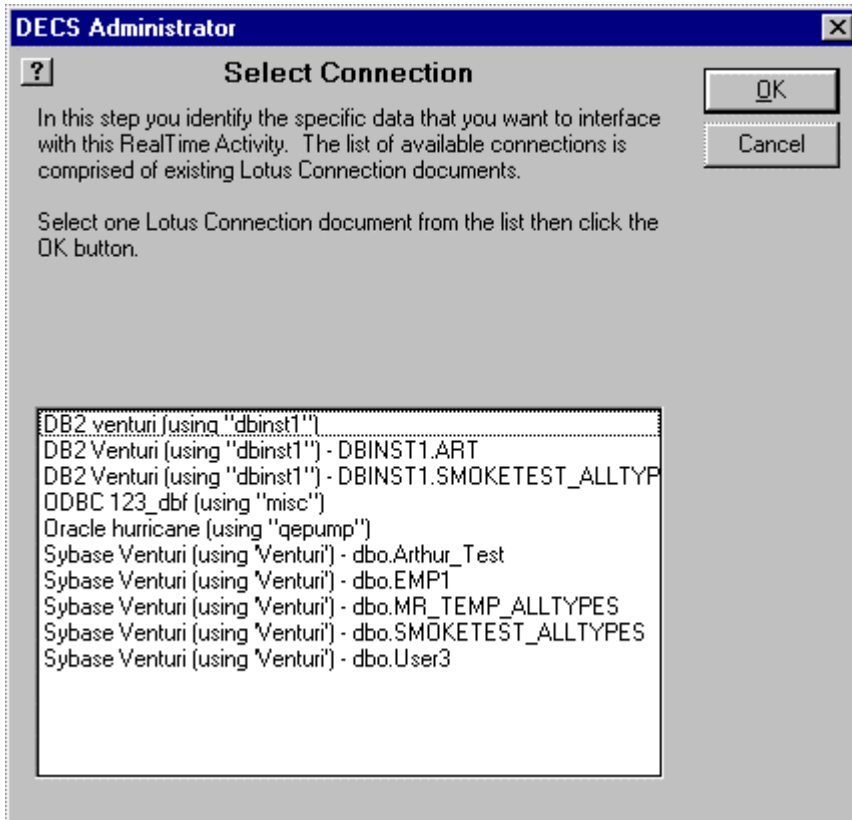 DECS Administrator
? Select Connection
OK
In this step you identify the specific data that you want to interface
with this RealTime Activity. The list of available connections is
Cancel
comprised of existing Lotus Connection documents.
Select one Lotus Connection document from the list then click the
OK button.
DB2 venturi (using "dbinst1")
DB2 Venturi (using "dbinst1") - DBINST1.ART
DB2 Venturi (using "dbinst1") - DBINST1.SMOKETEST_ALLTYP
ODBC 123_dbf (using "misc")
Oracle hurricane (using "qepump")
Sybase Venturi (using 'Venturi') - dbo.Arthur_Test
Sybase Venturi (using 'Venturi') - dbo.EMP1
Sybase Venturi (using 'Venturi') - dbo.MR_TEMP_ALLTYPES
Sybase Venturi (using 'Venturi') - dbo.SMOKETEST_ALLTYPES
Sybase Venturi (using 'Venturi') - dbo.User3